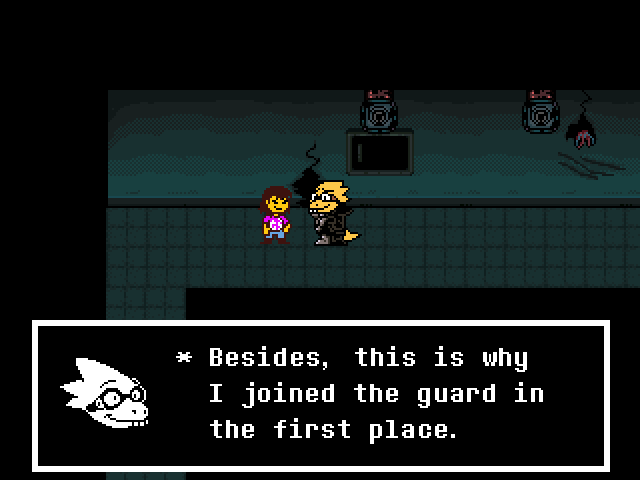 * Besides, this is why
I joined the guard in
the first place.